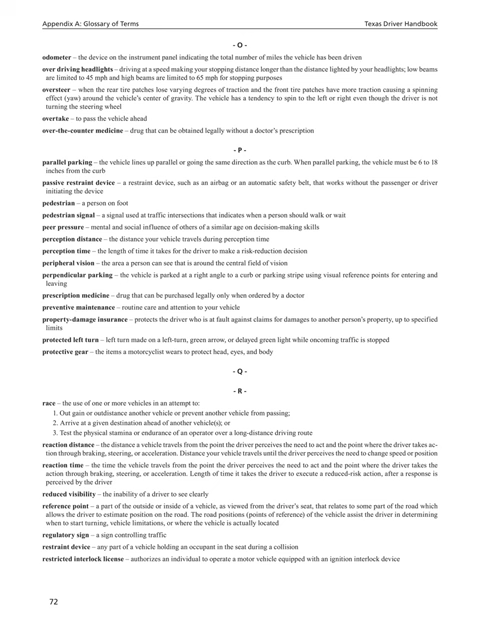 Appendix A: Glossary of Terms
Texas Driver Handbook
- O -
odometer – the device on the instrument panel indicating the total number of miles the vehicle has been driven
over driving headlights – driving at a speed making your stopping distance longer than the distance lighted by your headlights; low beams
are limited to 45 mph and high beams are limited to 65 mph for stopping purposes
oversteer – when the rear tire patches lose varying degrees of traction and the front tire patches have more traction causing a spinning
effect (yaw) around the vehicle's center of gravity. The vehicle has a tendency to spin to the left or right even though the driver is not
turning the steering wheel
overtake – to pass the vehicle ahead
over-the-counter medicine – drug that can be obtained legally without a doctor's prescription
- P -
parallel parking – the vehicle lines up parallel or going the same direction as the curb. When parallel parking, the vehicle must be 6 to 18
inches from the curb
passive restraint device – a restraint device, such as an airbag or an automatic safety belt, that works without the passenger or driver
initiating the device
pedestrian – a person on foot
pedestrian signal – a signal used at traffic intersections that indicates when a person should walk or wait
peer pressure – mental and social influence of others of a similar age on decision-making skills
perception distance – the distance your vehicle travels during perception time
perception time – the length of time it takes for the driver to make a risk-reduction decision
peripheral vision – the area a person can see that is around the central field of vision
perpendicular parking – the vehicle is parked at a right angle to a curb or parking stripe using visual reference points for entering and
leaving
prescription medicine – drug that can be purchased legally only when ordered by a doctor
preventive maintenance – routine care and attention to your vehicle
property-damage insurance – protects the driver who is at fault against claims for damages to another person's property, up to specified
limits
protected left turn – left turn made on a left-turn, green arrow, or delayed green light while oncoming traffic is stopped
protective gear – the items a motorcyclist wears to protect head, eyes, and body
- Q -
- R -
race – the use of one or more vehicles in an attempt to:
1. Out gain or outdistance another vehicle or prevent another vehicle from passing;
2. Arrive at a given destination ahead of another vehicle(s); or
3. Test the physical stamina or endurance of an operator over a long-distance driving route
reaction distance – the distance a vehicle travels from the point the driver perceives the need to act and the point where the driver takes ac-
tion through braking, steering, or acceleration. Distance your vehicle travels until the driver perceives the need to change speed or position
reaction time – the time the vehicle travels from the point the driver perceives the need to act and the point where the driver takes the
action through braking, steering, or acceleration. Length of time it takes the driver to execute a reduced-risk action, after a response is
perceived by the driver
reduced visibility – the inability of a driver to see clearly
reference point – a part of the outside or inside of a vehicle, as viewed from the driver's seat, that relates to some part of the road which
allows the driver to estimate position on the road. The road positions (points of reference) of the vehicle assist the driver in determining
when to start turning, vehicle limitations, or where the vehicle is actually located
regulatory sign – a sign controlling traffic
restraint device – any part of a vehicle holding an occupant in the seat during a collision
restricted interlock license – authorizes an individual to operate a motor vehicle equipped with an ignition interlock device
72